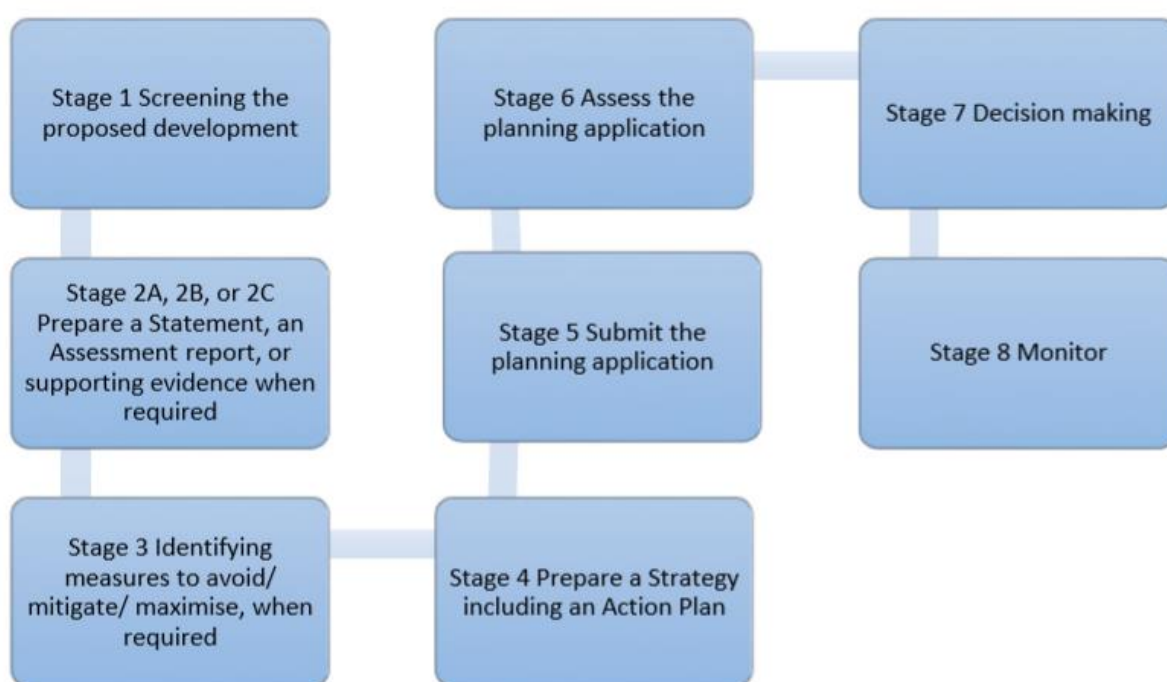 Stage 1 Screening the
proposed development
Stage 2A, 2B, or 2C
Prepare a Statement, an
Assessment report, or
supporting evidence when
required
Stage 3 Identifying
measures to avoid/
mitigate/ maximise, when
required
Stage 4 Prepare a Strategy
including an Action Plan
Stage 5 Submit the
planning application
Stage 6 Assess the
planning application
Stage 7 Decision making
Stage 8 Monitor